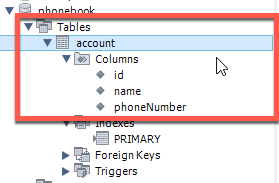 phonebook
Tables
account
Columns
id
name
phoneNumber
Indexes
PRIMARY
Foreign Keys
Triggers